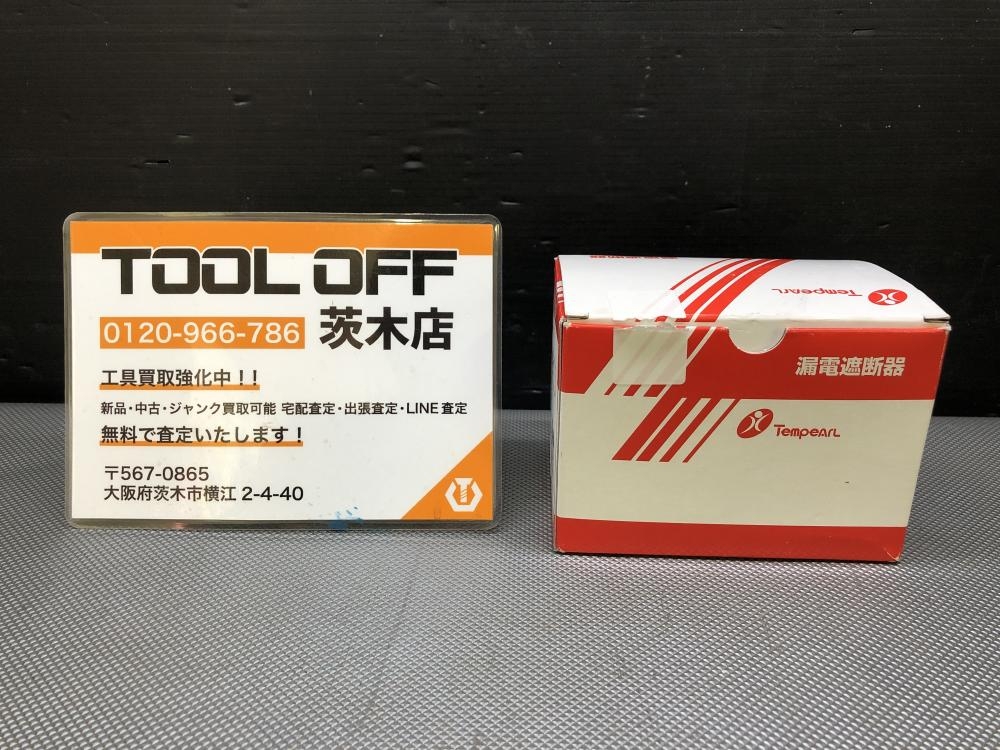 TOOL OFF
0120-966-786 茨木店
工具買取強化中！！
新品・中古・ジャンク買取可能 宅配査定・出張査定・LINE査定
無料で査定いたします！
〒567-0865
大阪府茨木市横江 2-4-40
Tempearl
漏電遮断器
Tempearl